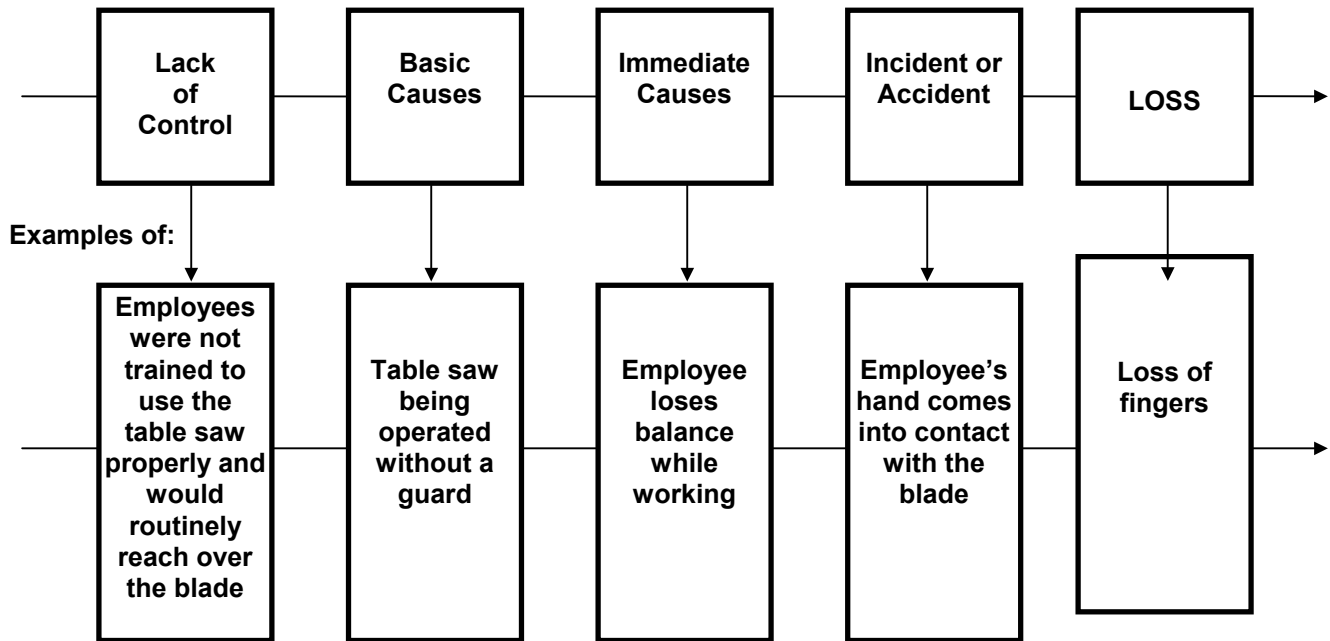 Lack
of
Control
Basic
Causes
Immediate
Causes
Incident or
Accident
LOSS
Examples of:
Employees
were not
trained to
use the
table saw
properly and
would
routinely
reach over
the blade
Table saw
being
operated
without a
guard
Employee
loses
balance
while
working
Employee’s
hand comes
into contact
with the
blade
Loss of
fingers